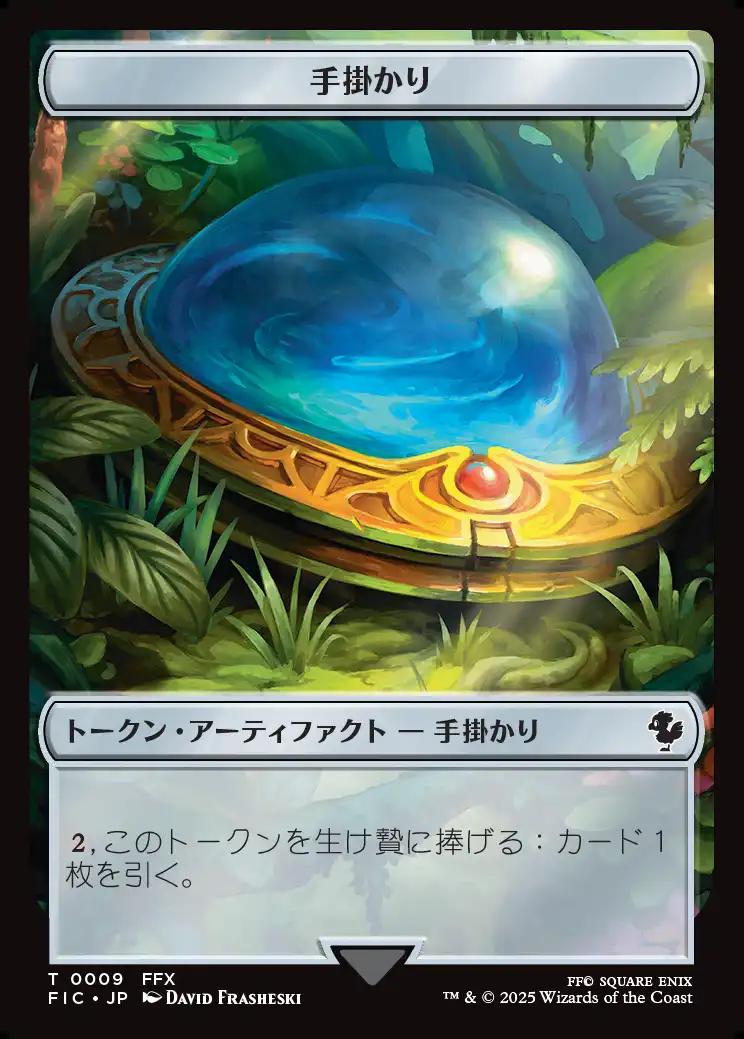 手掛かり
トークン・アーティファクト — 手掛かり
2,このトークンを生け贄に捧げる：カード１
枚を引く。
T 0009 FFX
FIC • JP DAVID FRASHESKI
FF© SQUARE ENIX
™ & © 2025 Wizards of the Coast